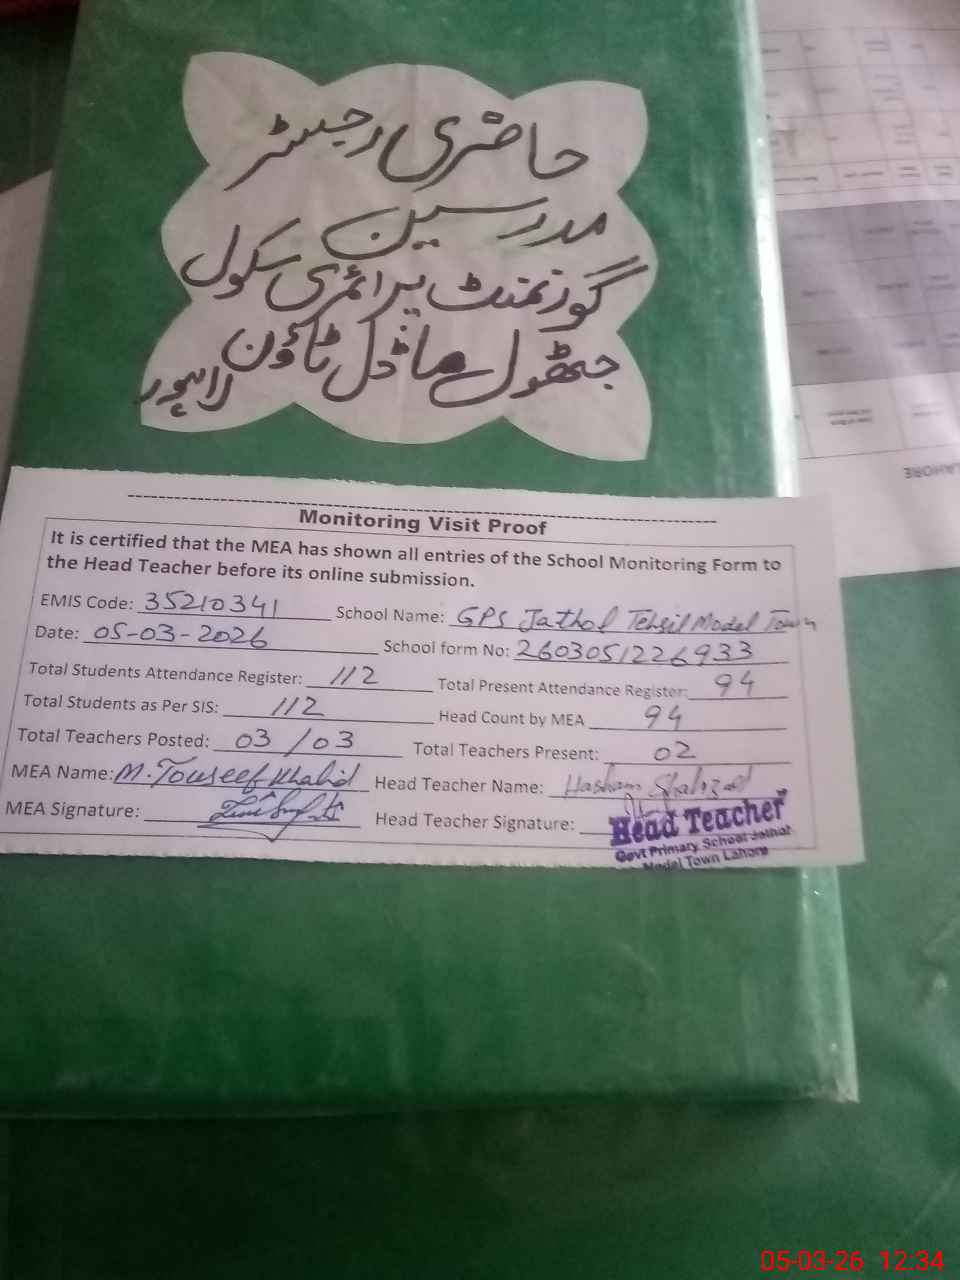 حاضری رجسٹر
مدرسین
گورنمنٹ پرائمری سکول
جھٹول ماڈل ٹاؤن لاہور
LAHORE
Monitoring Visit Proof
It is certified that the MEA has shown all entries of the School Monitoring Form to
the Head Teacher before its online submission.
EMIS Code: 35210341 School Name: GPS Jathol Tehsil Model Town
Date: 05-03-2026 School form No: 2603051226933
Total Students Attendance Register: 112 Total Present Attendance Register: 94
Total Students as Per SIS: 112 Head Count by MEA 94
Total Teachers Posted: 03/03 Total Teachers Present: 02
MEA Name: M. Touseef Khalid Head Teacher Name: Hasham Shahzad
MEA Signature: Head Teacher Signature:
Head Teacher
Govt Primary School Jathol
Model Town Lahore
05-03-26 12:34